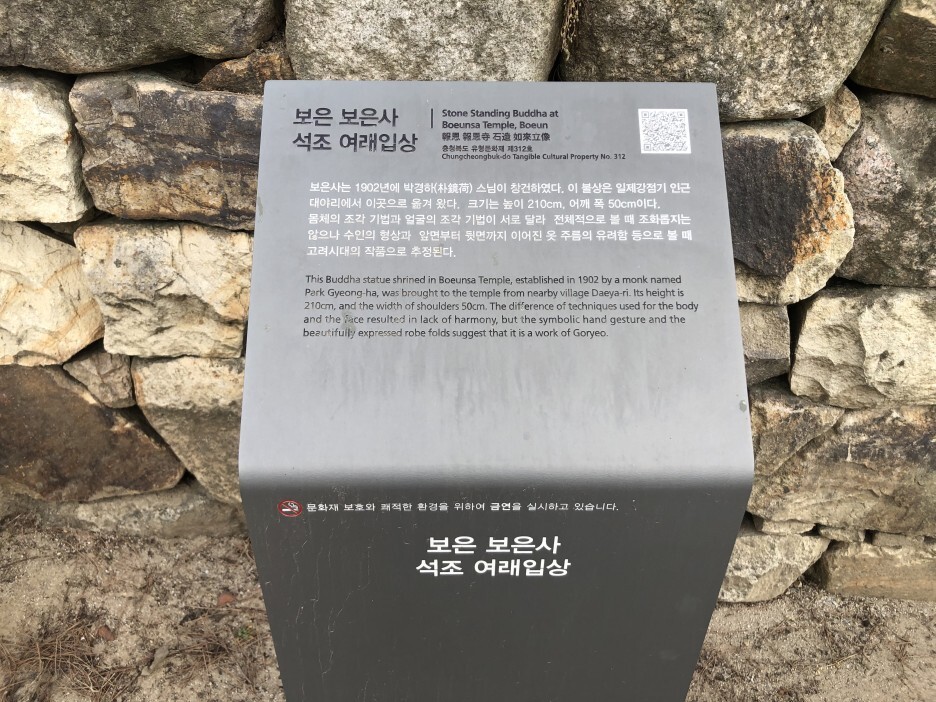 보은 보은사
석조 여래입상
Stone Standing Buddha at
Boeunsa Temple, Boeun
報恩 報恩寺 石造 如來立像
충청북도 유형문화재 제312호
Chungcheongbuk-do Tangible Cultural Property No. 312
보은사는 1902년에 박경하(朴鏡荷) 스님이 창건하였다. 이 불상은 일제강점기 인근
대야리에서 이곳으로 옮겨 왔다. 크기는 높이 210cm, 어깨 폭 50cm이다.
몸체의 조각 기법과 얼굴의 조각 기법이 서로 달라 전체적으로 볼 때 조화롭지는
않으나 수인의 형상과 앞면부터 뒷면까지 이어진 옷 주름의 유려함 등으로 볼 때
고려시대의 작품으로 추정된다.
This Buddha statue shrined in Boeunsa Temple, established in 1902 by a monk named
Park Gyeong-ha, was brought to the temple from nearby village Daeya-ri. Its height is
210cm, and the width of shoulders 50cm. The difference of techniques used for the body
and the face resulted in lack of harmony, but the symbolic hand gesture and the
beautifully expressed robe folds suggest that it is a work of Goryeo.
문화재 보호와 쾌적한 환경을 위하여 금연을 실시하고 있습니다.
보은 보은사
석조 여래입상